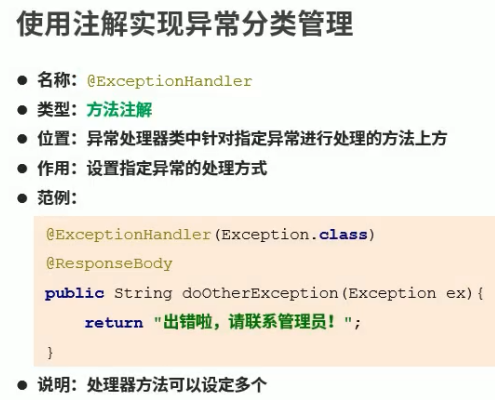 使用注解实现异常分类管理
● 名称：@ExceptionHandler
● 类型：方法注解
● 位置：异常处理器类中针对指定异常进行处理的方法上方
● 作用：设置指定异常的处理方式
● 范例：
@ExceptionHandler(Exception.class)
@ResponseBody
public String doOtherException(Exception ex){
    return "出错啦，请联系管理员！";
}
● 说明：处理器方法可以设定多个